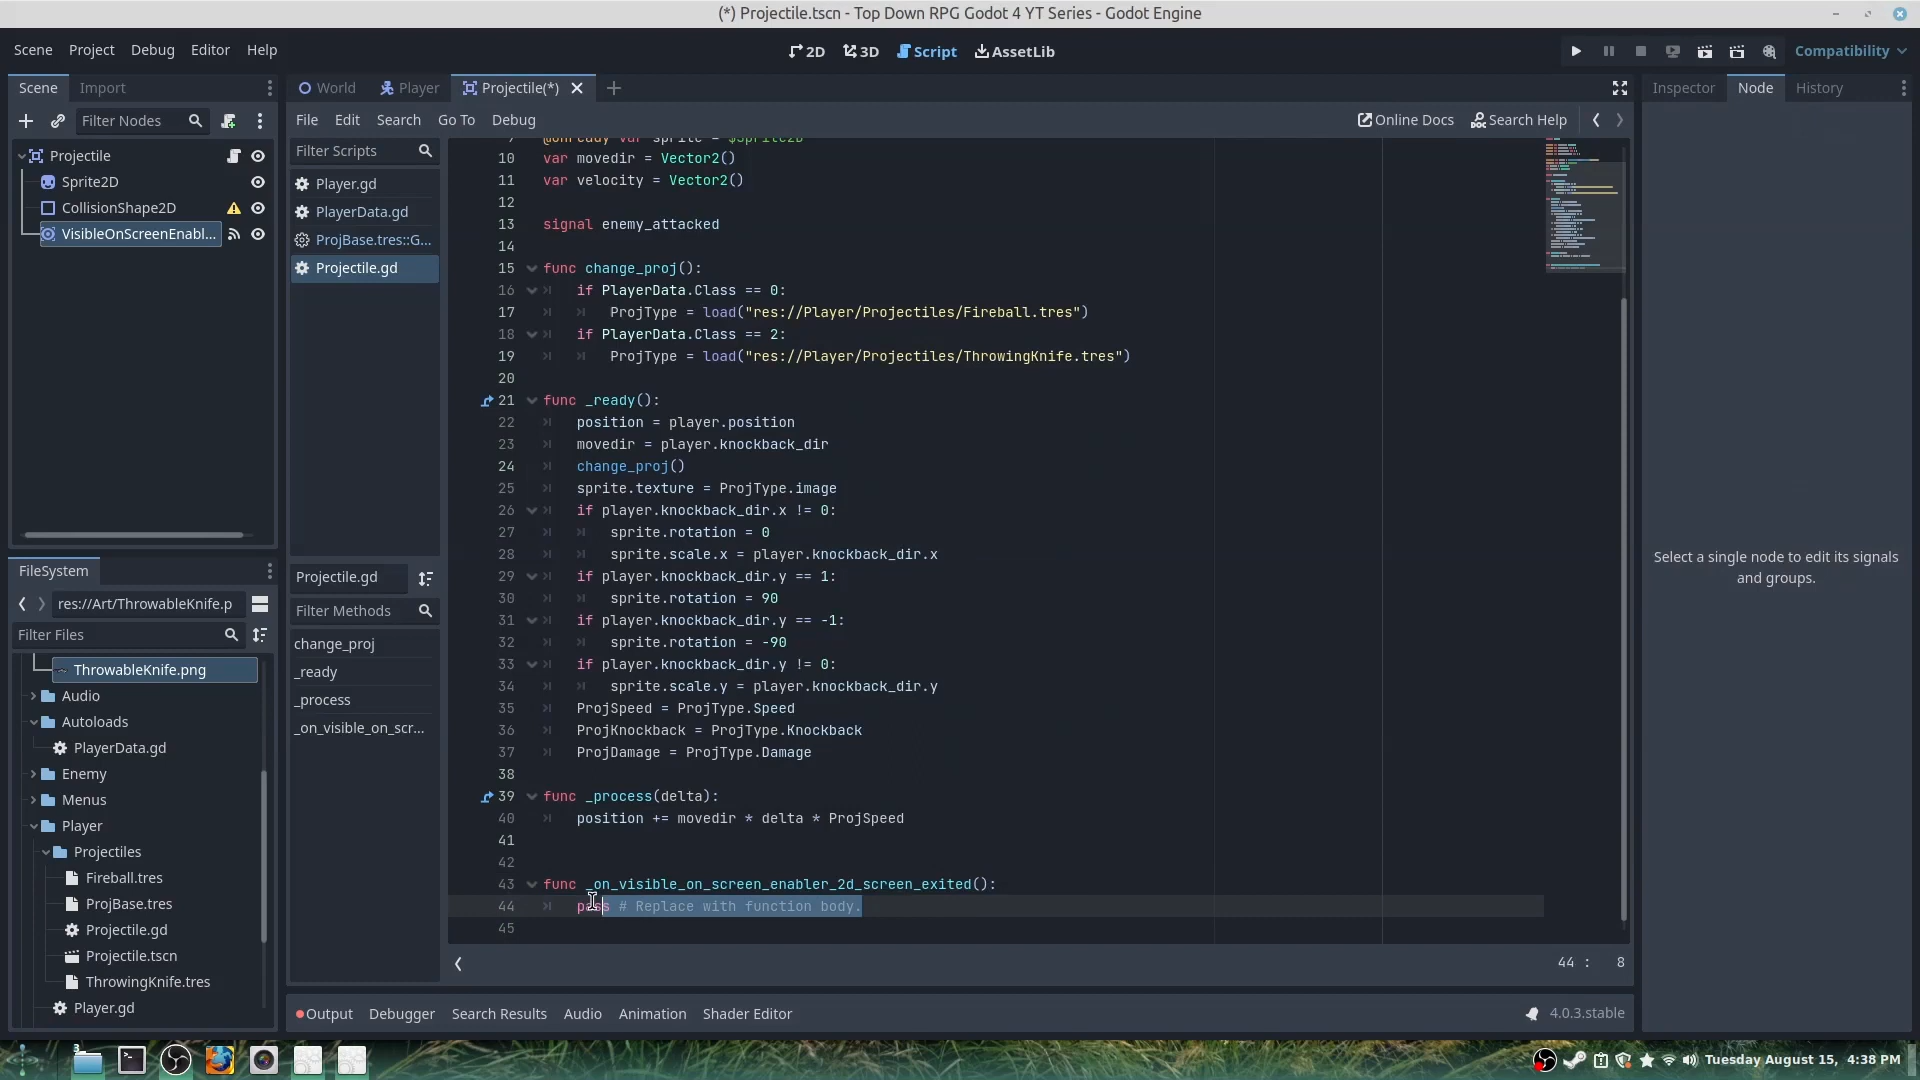 (*) Projectile.tscn - Top Down RPG Godot 4 YT Series - Godot Engine
Scene Project Debug Editor Help
2D 3D Script AssetLib
Compatibility
Scene Import
World Player Projectile(*)
Inspector Node History
Filter Nodes
File Edit Search Go To Debug
Online Docs Search Help
Projectile
Sprite2D
CollisionShape2D
VisibleOnScreenEnabl...
Filter Scripts
Player.gd
PlayerData.gd
ProjBase.tres::G...
Projectile.gd
Projectile.gd
Filter Methods
change_proj
_ready
_process
_on_visible_on_scr...
FileSystem
res://Art/ThrowableKnife.p
Filter Files
ThrowableKnife.png
Audio
Autoloads
PlayerData.gd
Enemy
Menus
Player
Projectiles
Fireball.tres
ProjBase.tres
Projectile.gd
Projectile.tscn
ThrowingKnife.tres
Player.gd
@onready var sprite = $Sprite2D
10 var movedir = Vector2()
11 var velocity = Vector2()
12
13 signal enemy_attacked
14
15 func change_proj():
16 if PlayerData.Class == 0:
17 ProjType = load("res://Player/Projectiles/Fireball.tres")
18 if PlayerData.Class == 2:
19 ProjType = load("res://Player/Projectiles/ThrowingKnife.tres")
20
21 func _ready():
22 position = player.position
23 movedir = player.knockback_dir
24 change_proj()
25 sprite.texture = ProjType.image
26 if player.knockback_dir.x != 0:
27 sprite.rotation = 0
28 sprite.scale.x = player.knockback_dir.x
29 if player.knockback_dir.y == 1:
30 sprite.rotation = 90
31 if player.knockback_dir.y == -1:
32 sprite.rotation = -90
33 if player.knockback_dir.y != 0:
34 sprite.scale.y = player.knockback_dir.y
35 ProjSpeed = ProjType.Speed
36 ProjKnockback = ProjType.Knockback
37 ProjDamage = ProjType.Damage
38
39 func _process(delta):
40 position += movedir * delta * ProjSpeed
41
42
43 func _on_visible_on_screen_enabler_2d_screen_exited():
44 pass # Replace with function body.
45
44 : 8
Select a single node to edit its signals
and groups.
Output Debugger Search Results Audio Animation Shader Editor
4.0.3.stable
3
Tuesday August 15, 4:38 PM